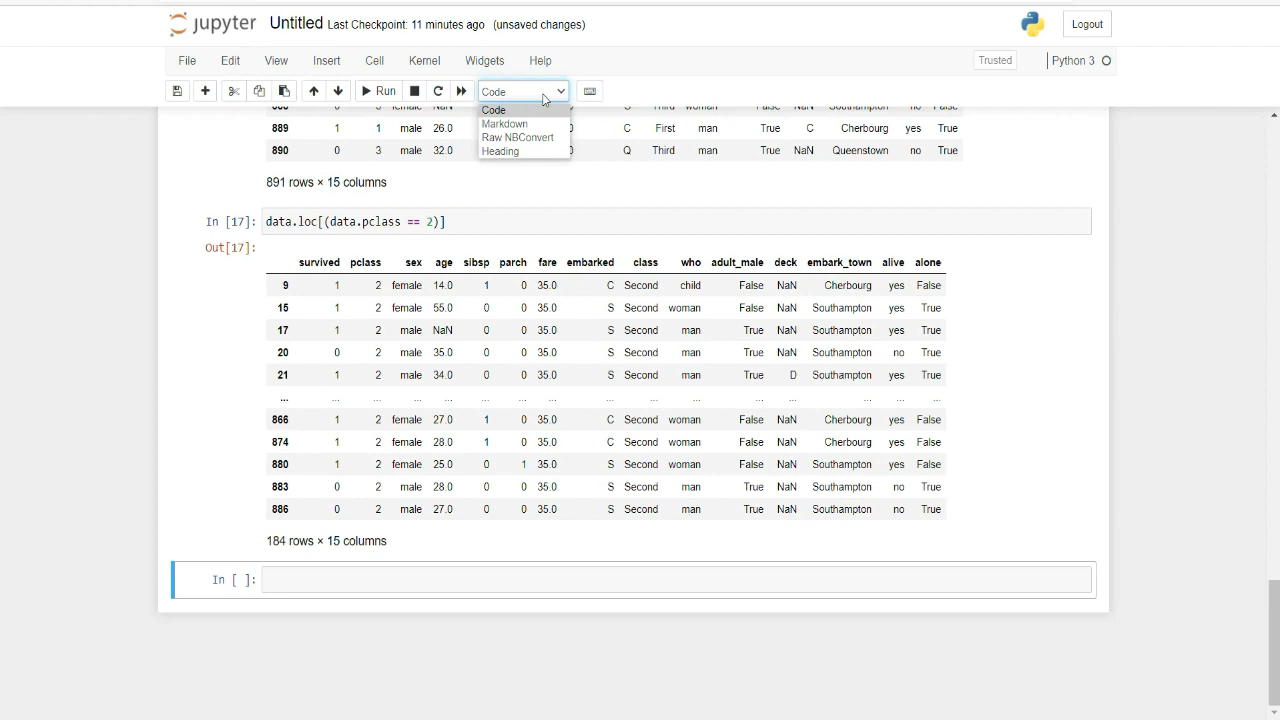 jupyter Untitled Last Checkpoint: 11 minutes ago (unsaved changes) Logout
File Edit View Insert Cell Kernel Widgets Help Trusted Python 3
Run Code
Code
Markdown
Raw NBConvert
Heading
889 1 1 male 26.0 C First man True C Cherbourg yes True
890 0 3 male 32.0 Q Third man True NaN Queenstown no True
891 rows × 15 columns
In [17]: data.loc[(data.pclass == 2)]
Out[17]:
survived pclass sex age sibsp parch fare embarked class who adult_male deck embark_town alive alone
9 1 2 female 14.0 1 0 35.0 C Second child False NaN Cherbourg yes False
15 1 2 female 55.0 0 0 35.0 S Second woman False NaN Southampton yes True
17 1 2 male NaN 0 0 35.0 S Second man True NaN Southampton yes True
20 0 2 male 35.0 0 0 35.0 S Second man True NaN Southampton no True
21 1 2 male 34.0 0 0 35.0 S Second man True D Southampton yes True
... ... ... ... ... ... ... ... ... ... ... ... ... ... ... ...
866 1 2 female 27.0 1 0 35.0 C Second woman False NaN Cherbourg yes False
874 1 2 female 28.0 1 0 35.0 C Second woman False NaN Cherbourg yes False
880 1 2 female 25.0 0 1 35.0 S Second woman False NaN Southampton yes False
883 0 2 male 28.0 0 0 35.0 S Second man True NaN Southampton no True
886 0 2 male 27.0 0 0 35.0 S Second man True NaN Southampton no True
184 rows × 15 columns
In [ ]: